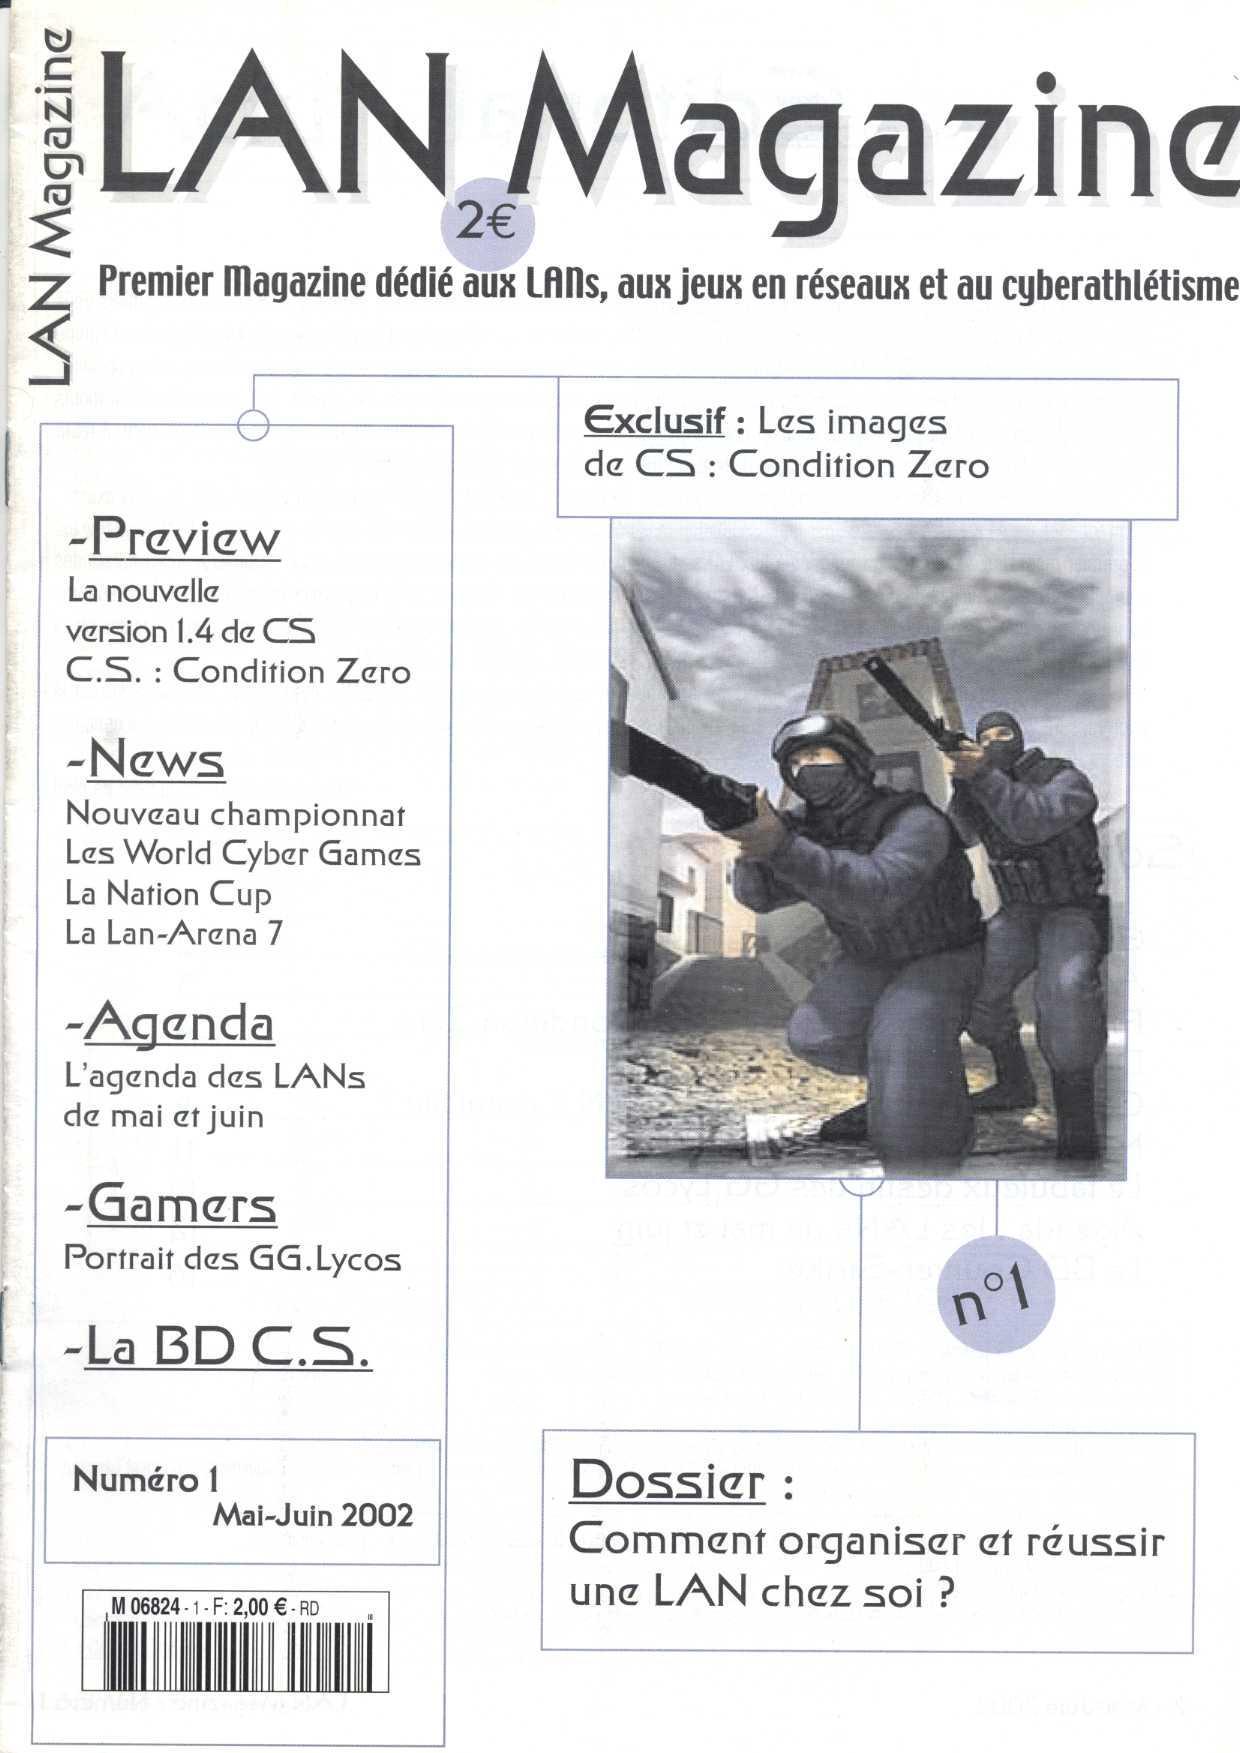 LAN Magazine
LAN Magazine
2€
Premier Magazine dédié aux LANs, aux jeux en réseaux et au cyberathlétisme
Exclusif : Les images
de CS : Condition Zero
-Preview
La nouvelle
version 1.4 de CS
C.S. : Condition Zero
-News
Nouveau championnat
Les World Cyber Games
La Nation Cup
La Lan-Arena 7
-Agenda
L'agenda des LANs
de mai et juin
-Gamers
Portrait des GG.Lycos
-La BD C.S.
n°1
Numéro 1
Mai-Juin 2002
Dossier :
Comment organiser et réussir
une LAN chez soi ?
M 06824 - 1 - F: 2,00 € - RD